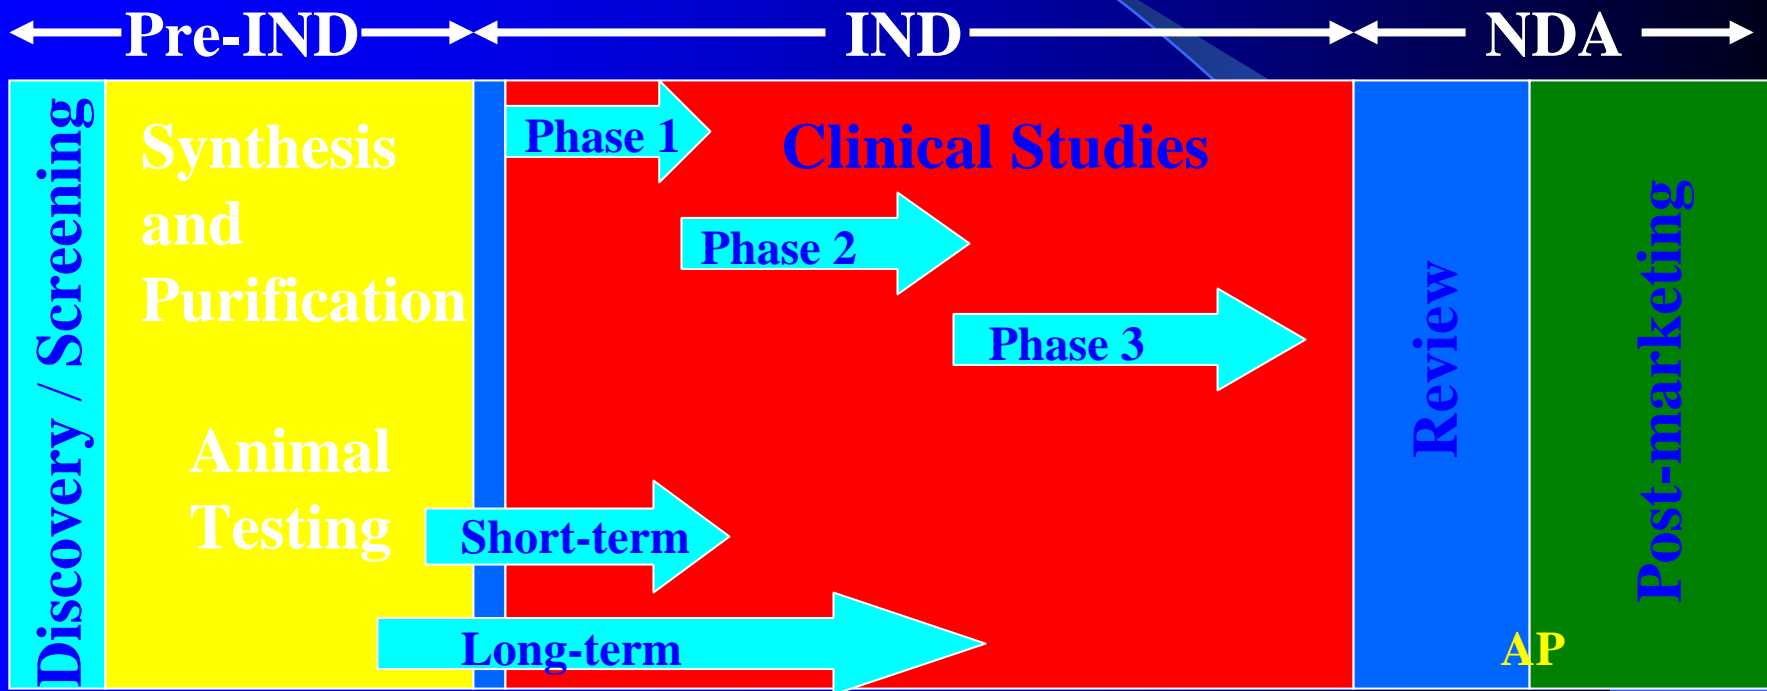 Pre-IND
IND
NDA
Discovery / Screening
Synthesis
and
Purification
Animal
Testing
Phase 1
Clinical Studies
Phase 2
Phase 3
Short-term
Long-term
Review
AP
Post-marketing